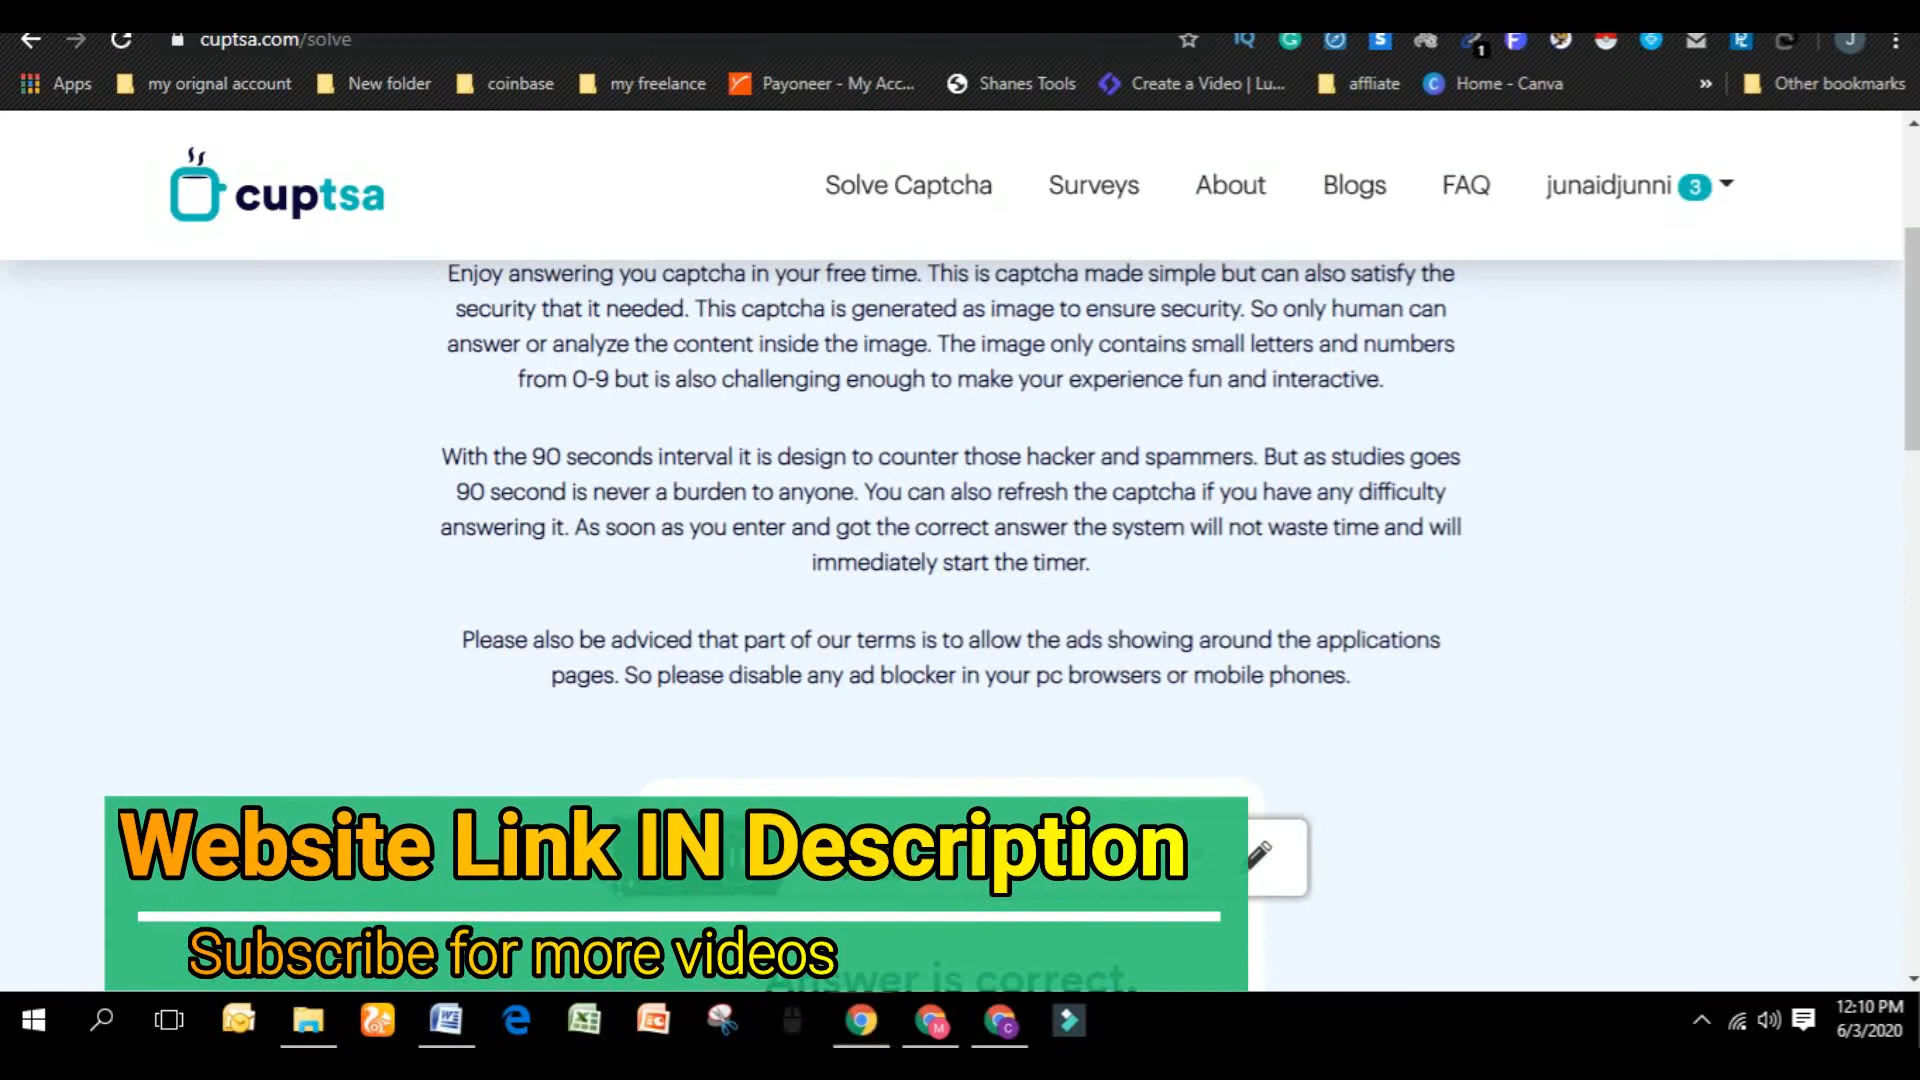 cuptsa.com/solve
Apps my orignal account New folder coinbase my freelance Payoneer - My Acc... Shanes Tools Create a Video | Lu... affliate Home - Canva » Other bookmarks
cuptsa Solve Captcha Surveys About Blogs FAQ junaidjunni 3
Enjoy answering you captcha in your free time. This is captcha made simple but can also satisfy the
security that it needed. This captcha is generated as image to ensure security. So only human can
answer or analyze the content inside the image. The image only contains small letters and numbers
from 0-9 but is also challenging enough to make your experience fun and interactive.
With the 90 seconds interval it is design to counter those hacker and spammers. But as studies goes
90 second is never a burden to anyone. You can also refresh the captcha if you have any difficulty
answering it. As soon as you enter and got the correct answer the system will not waste time and will
immediately start the timer.
Please also be adviced that part of our terms is to allow the ads showing around the applications
pages. So please disable any ad blocker in your pc browsers or mobile phones.
Website Link IN Description
Subscribe for more videos
Answer is correct.
12:10 PM
6/3/2020